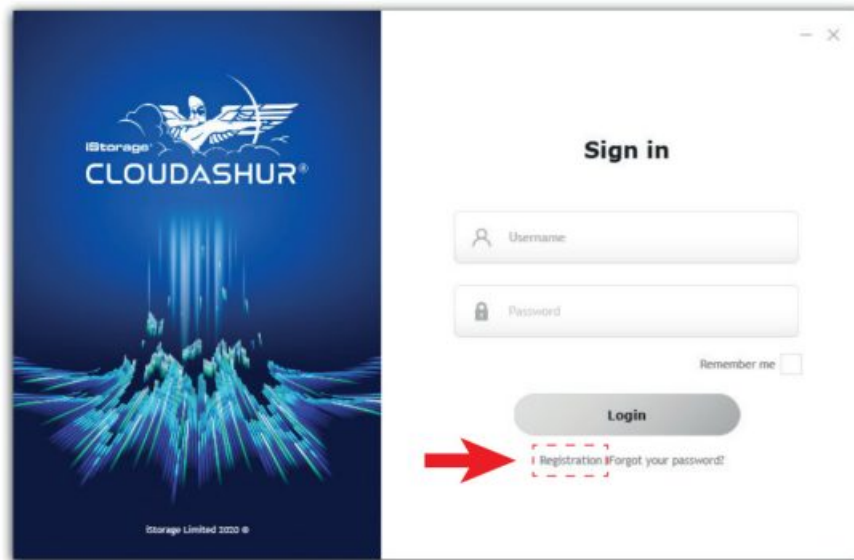 iStorage®
CLOUDASHUR®
iStorage Limited 2020 ©
Sign in
Username
Password
Remember me
Login
Registration Forgot your password?